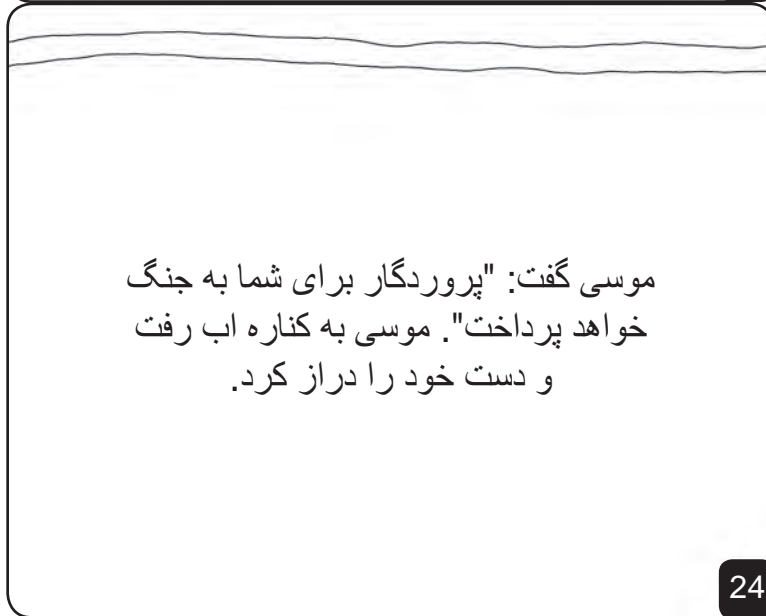 موسی گفت: "پروردگار برای شما به جنگ
خواهد پرداخت". موسی به کناره اب رفت
و دست خود را دراز کرد.
24